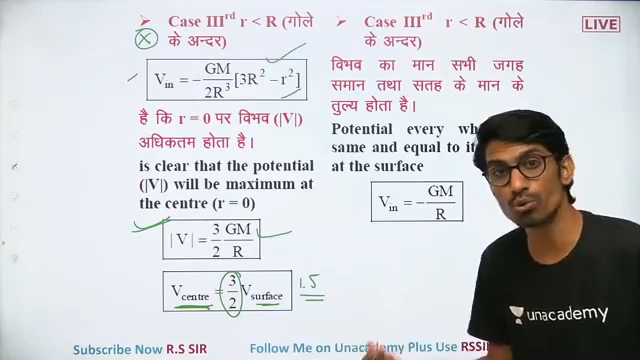 ➢ Case IIIrd r < R (गोले
के अन्दर)
V_in = − GM/2R³ [3R² − r²]
है कि r = 0 पर विभव (|V|)
अधिकतम होता है।
is clear that the potential
(|V|) will be maximum at
the centre (r = 0)
| V | = 3/2 GM/R
V_centre = 3/2 V_surface
1.5
➢ Case IIIrd r < R (गोले
के अन्दर)
विभव का मान सभी जगह
समान तथा सतह के मान के
तुल्य होता है।
Potential every
same and equal to
at the surface
V_in = − GM/R
LIVE
unacademy
Subscribe Now R.S SIR
Follow Me on Unacademy Plus Use RSSIR